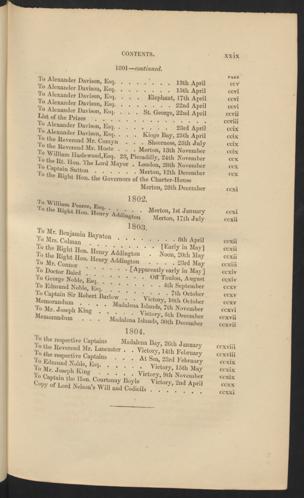 CONTENTS. xxix
1801—continued.
PAGE
To Alexander Davison, Esq. . . . . . . . 13th April ccv
To Alexander Davison, Esq. . . . . . . . 15th April ccvi
To Alexander Davison, Esq. . . . Elephant, 17th April ccvi
To Alexander Davison, Esq. . . . . . . . 22nd April ccvi
To Alexander Davison, Esq. . . . St. George, 22nd April ccvii
List of the Prizes . . . . . . . . . . ccviii
To Alexander Davison, Esq. . . . . . . 23rd April ccix
To Alexander Davison, Esq. . . . Kioge Bay, 29th April ccix
To the Reverend Mr. Comyn . . Sheerness, 28th July ccix
To the Reverend Mr. Hoste . . Merton, 13th November ccix
To William Haslewood, Esq. 23, Piccadilly, 24th November ccx
To the Rt. Hon. The Lord Mayor . London, 28th November ccx
To Captain Sutton . . . . . Merton, 12th December ccx
To the Right Hon. the Governors of the Charter-House
Merton, 28th December ccxi
1802.
To William Pearce, Esq. . . . . Merton, 1st January ccxi
To the Right Hon. Henry Addington Merton, 17th July ccxii
1803.
To Mr. Benjamin Baynton . . . . . . 8th April ccxii
To Mrs. Colman . . . . . . . [Early in May] ccxii
To the Right Hon. Henry Addington . Noon, 20th May ccxii
To the Right Hon. Henry Addington . . 23rd May ccxiii
To Mr. Connor . . . . . [Apparently early in May] ccxiv
To Doctor Baird . . . . . . Off Toulon, August ccxiv
To George Noble, Esq. . . . . . . 4th September ccxv
To Edmund Noble, Esq. . . . . . . 7th October ccxv
To Captain Sir Robert Barlow . . Victory, 10th October ccxv
Memorandum . . . Madalena Islands, 7th November ccxvi
To Mr. Joseph King . . . . Victory, 5th December ccxvii
Memorandum . . . Madalena Islands, 30th December ccxvii
1804.
To the respective Captains Madalena Bay, 26th January ccxviii
To the Reverend Mr. Lancaster . . Victory, 14th February ccxviii
To the respective Captains . . At Sea, 23rd February ccxix
To Edmund Noble, Esq. . . . . . Victory, 15th May ccxix
To Mr. Joseph King . . . . Victory, 9th November ccxix
To Captain the Hon. Courtenay Boyle Victory, 2nd April ccxx
Copy of Lord Nelson's Will and Codicils . . . . . . ccxxi